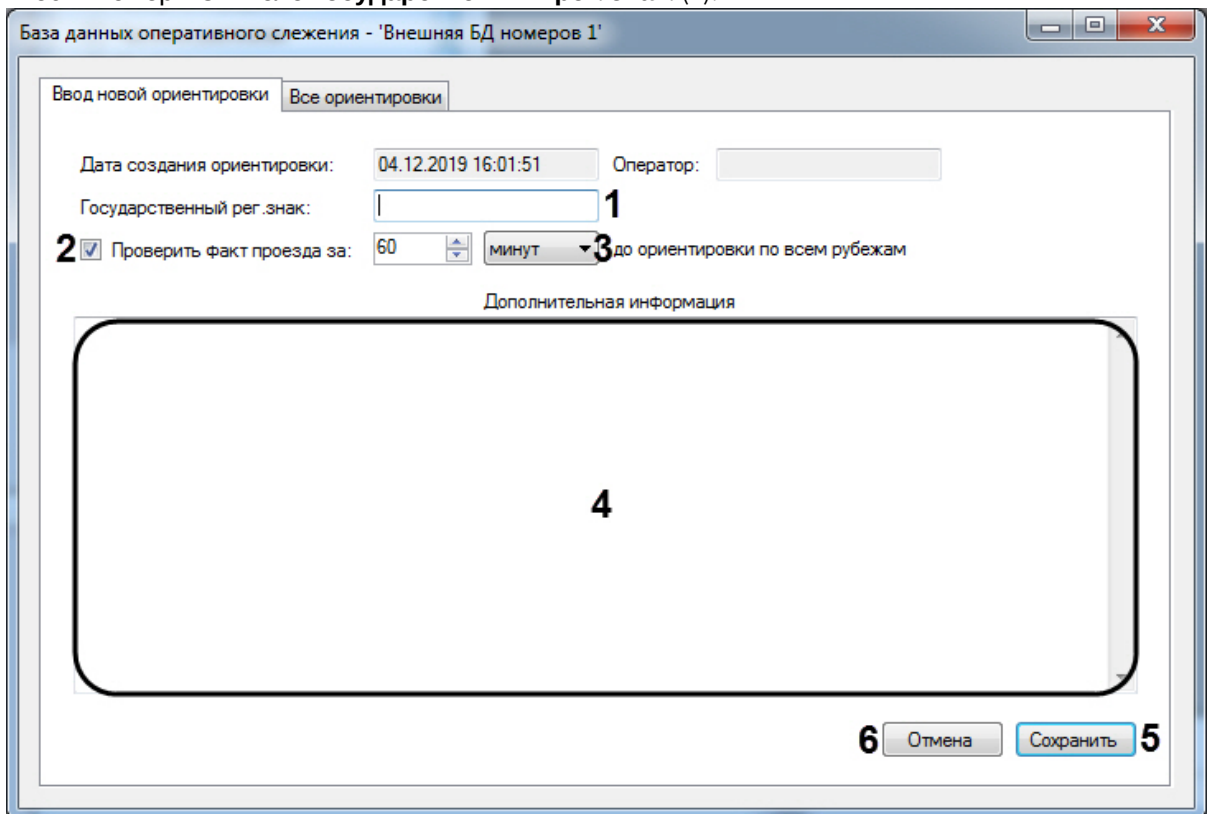 База данных оперативного слежения - 'Внешняя БД номеров 1'
Ввод новой ориентировки Все ориентировки
Дата создания ориентировки: 04.12.2019 16:01:51 Оператор:
Государственный рег.знак: 1
2 Проверить факт проезда за: 60 минут 3 до ориентировки по всем рубежам
Дополнительная информация
4
6 Отмена Сохранить 5